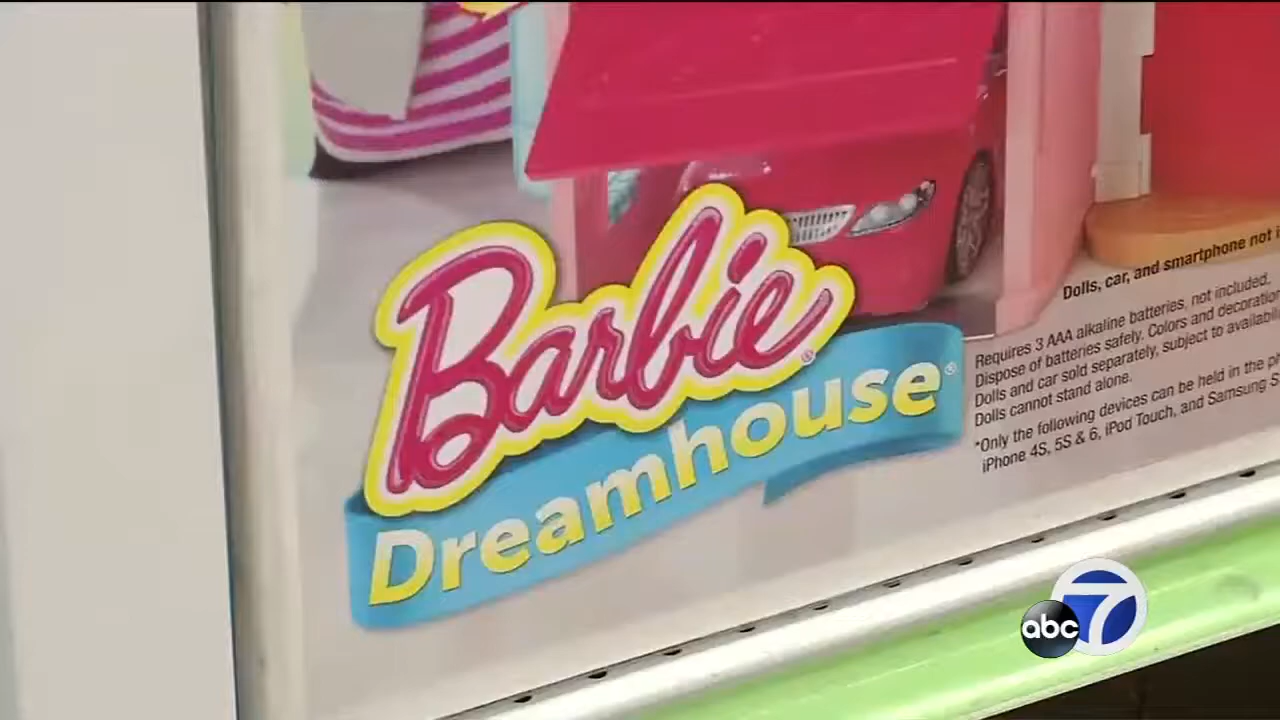 Barbie®
Dreamhouse®
Dolls, car, and smartphone not
Requires 3 AAA alkaline batteries, not included.
Dispose of batteries safely. Colors and
Dolls and car sold separately, subject to
Dolls cannot stand alone.
*Only the following devices can be held in the
iPhone 4S, 5S & 6, iPod Touch, and Samsung
abc 7